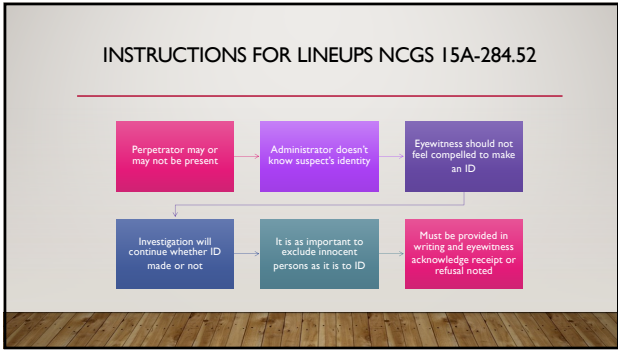 INSTRUCTIONS FOR LINEUPS NCGS 15A-284.52
Perpetrator may or
may not be present
Administrator doesn't
know suspect's identity
Eyewitness should not
feel compelled to make
an ID
Investigation will
continue whether ID
made or not
It is as important to
exclude innocent
persons as it is to ID
Must be provided in
writing and eyewitness
acknowledge receipt or
refusal noted